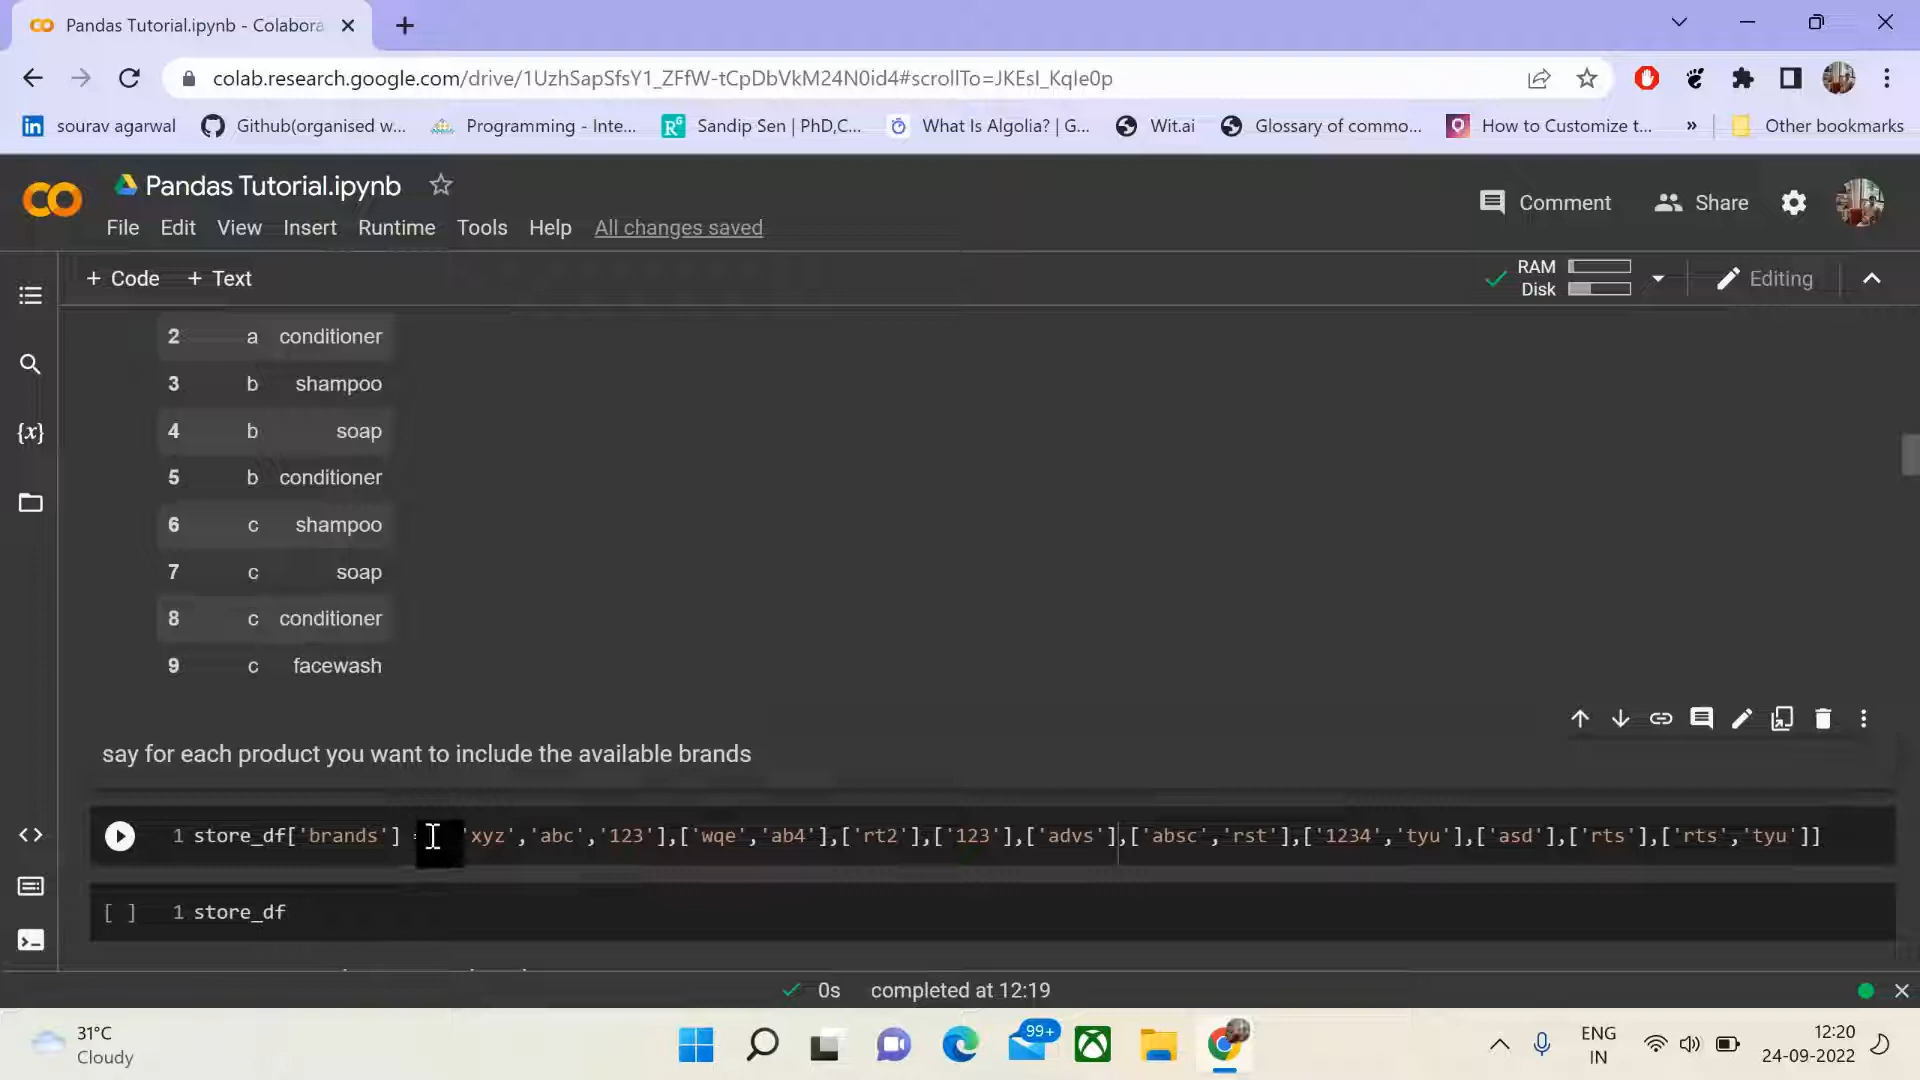 Pandas Tutorial.ipynb - Colabora
colab.research.google.com/drive/1UzhSapSfsY1_ZFfW-tCpDbVkM24N0id4#scrollTo=JKEsI_KqIe0p
sourav agarwal
Github(organised w...
Programming - Inte...
Sandip Sen | PhD,C...
What Is Algolia? | G...
Wit.ai
Glossary of commo...
How to Customize t...
»
Other bookmarks
Pandas Tutorial.ipynb
Comment
Share
File Edit View Insert Runtime Tools Help All changes saved
+ Code + Text
RAM
Disk
Editing
2 a conditioner
3 b shampoo
4 b soap
5 b conditioner
6 c shampoo
7 c soap
8 c conditioner
9 c facewash
say for each product you want to include the available brands
1 store_df['brands'] 'xyz','abc','123'],['wqe','ab4'],['rt2'],['123'],['advs'],['absc','rst'],['1234','tyu'],['asd'],['rts'],['rts','tyu']]
[ ] 1 store_df
0s completed at 12:19
31°C
Cloudy
99+
ENG
IN
12:20
24-09-2022